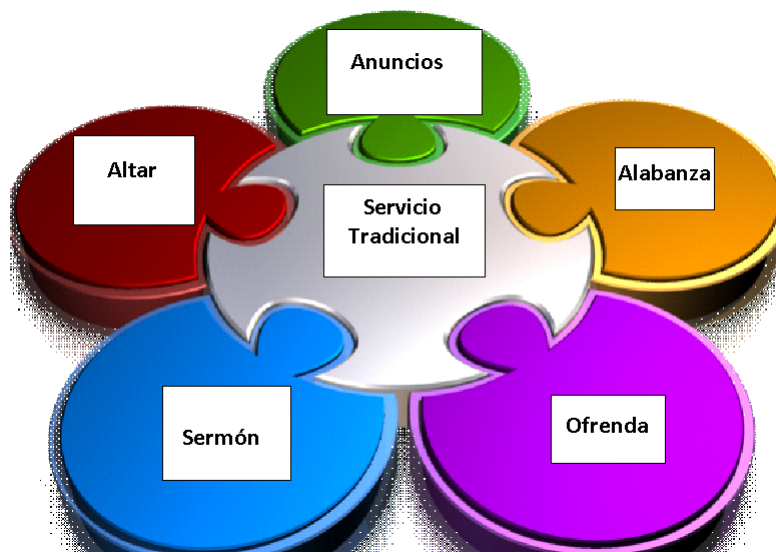 Anuncios
Altar
Alabanza
Servicio
Tradicional
Sermón
Ofrenda